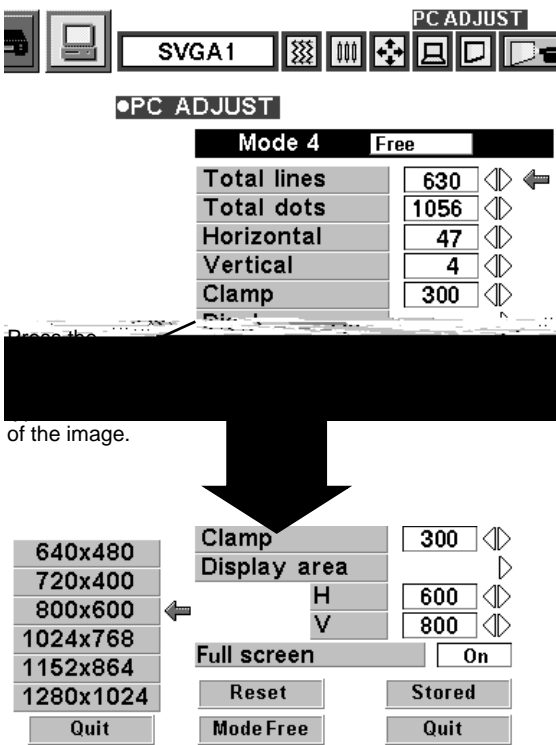 PC ADJUST
SVGA1
●PC ADJUST
Mode 4 Free
Total lines 630
Total dots 1056
Horizontal 47
Vertical 4
Clamp 300
Press the
of the image.
Clamp 300
Display area
H 600
V 800
Full screen On
Reset Stored
Mode Free Quit
640x480
720x400
800x600
1024x768
1152x864
1280x1024
Quit